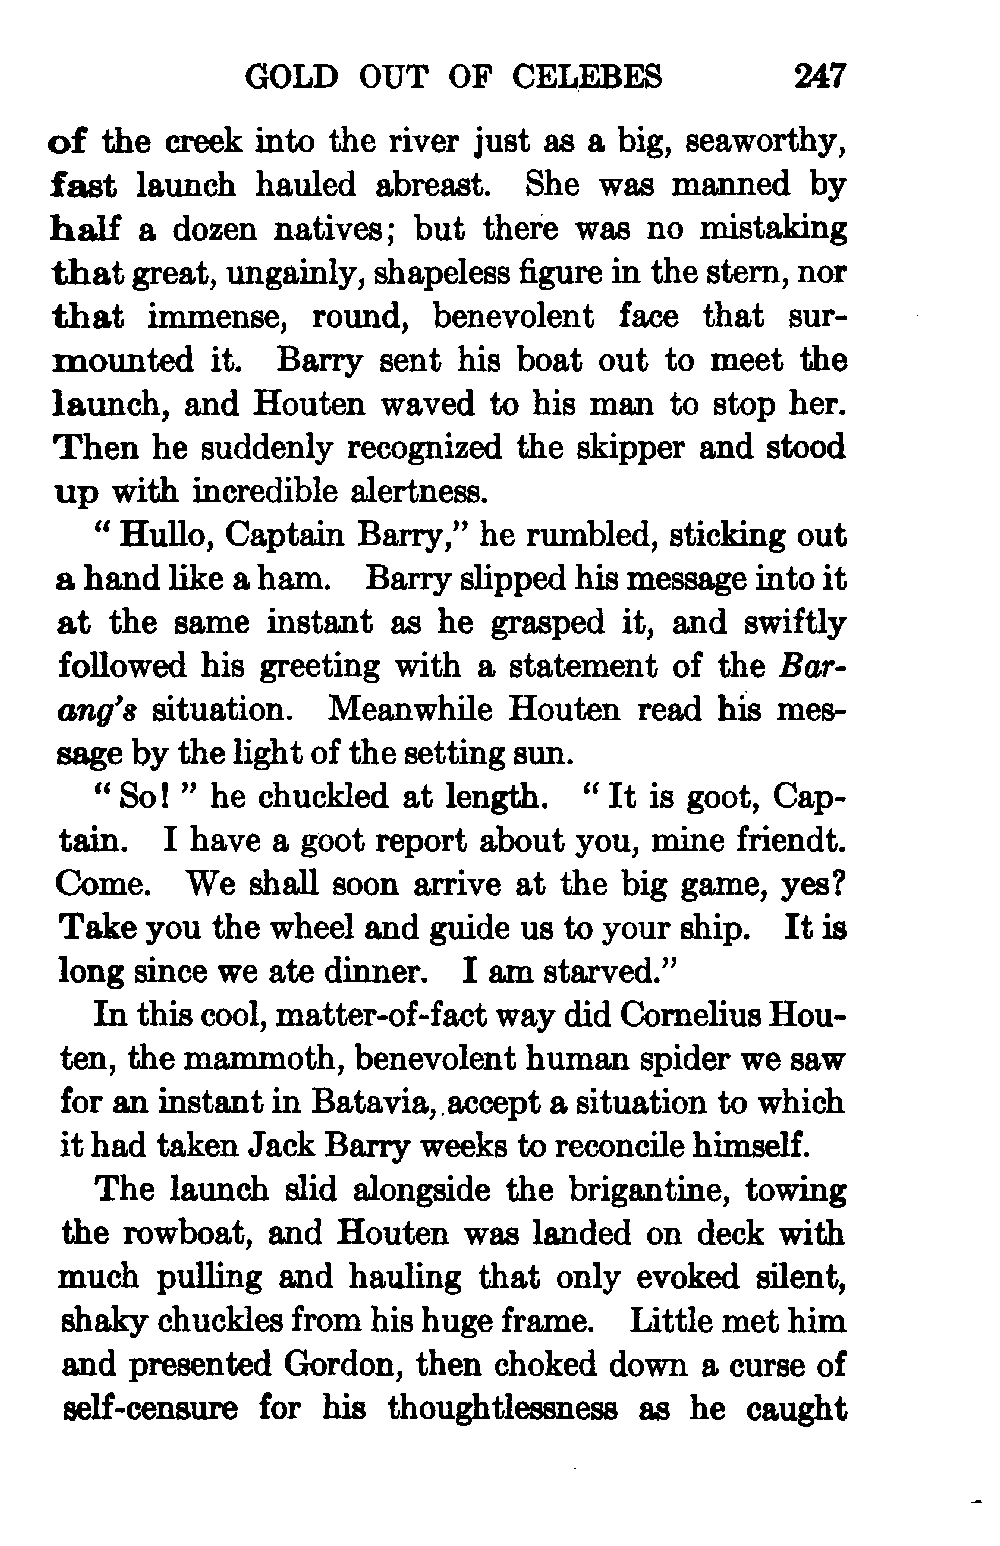 GOLD OUT OF CELEBES 247
of the creek into the river just as a big, seaworthy,
fast launch hauled abreast. She was manned by
half a dozen natives; but there was no mistaking
that great, ungainly, shapeless figure in the stern, nor
that immense, round, benevolent face that sur-
mounted it. Barry sent his boat out to meet the
launch, and Houten waved to his man to stop her.
Then he suddenly recognized the skipper and stood
up with incredible alertness.
“ Hullo, Captain Barry,” he rumbled, sticking out
a hand like a ham. Barry slipped his message into it
at the same instant as he grasped it, and swiftly
followed his greeting with a statement of the Bar-
ang’s situation. Meanwhile Houten read his mes-
sage by the light of the setting sun.
“ So! ” he chuckled at length. “ It is goot, Cap-
tain. I have a goot report about you, mine friendt.
Come. We shall soon arrive at the big game, yes?
Take you the wheel and guide us to your ship. It is
long since we ate dinner. I am starved.”
In this cool, matter-of-fact way did Cornelius Hou-
ten, the mammoth, benevolent human spider we saw
for an instant in Batavia, accept a situation to which
it had taken Jack Barry weeks to reconcile himself.
The launch slid alongside the brigantine, towing
the rowboat, and Houten was landed on deck with
much pulling and hauling that only evoked silent,
shaky chuckles from his huge frame. Little met him
and presented Gordon, then choked down a curse of
self-censure for his thoughtlessness as he caught